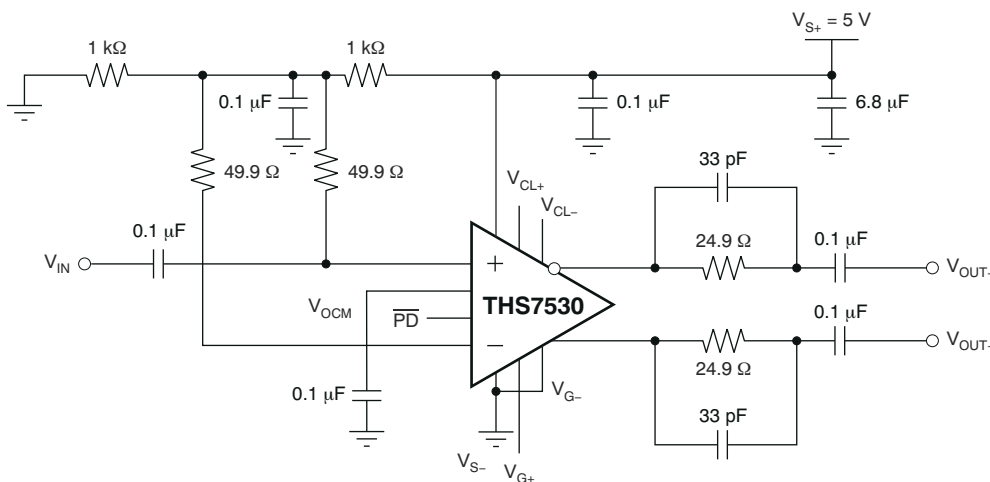 V_S+ = 5 V
1 kΩ
1 kΩ
0.1 μF
0.1 μF
6.8 μF
49.9 Ω
49.9 Ω
33 pF
V_CL+
V_CL−
0.1 μF
24.9 Ω
0.1 μF
V_IN
+
V_OUT-
THS7530
V_OCM
PD
0.1 μF
−
V_OUT-
24.9 Ω
0.1 μF
V_G−
33 pF
V_S−
V_G+